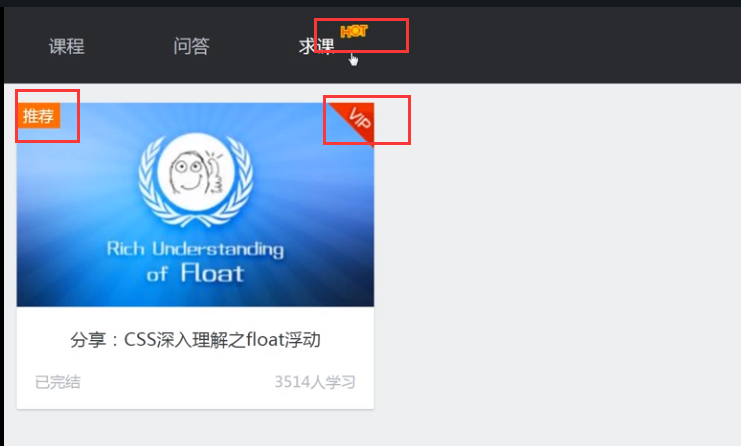 课程 问答 求课 HOT
推荐 VIP
Rich Understanding
of Float
分享：CSS深入理解之float浮动
已完结 3514人学习